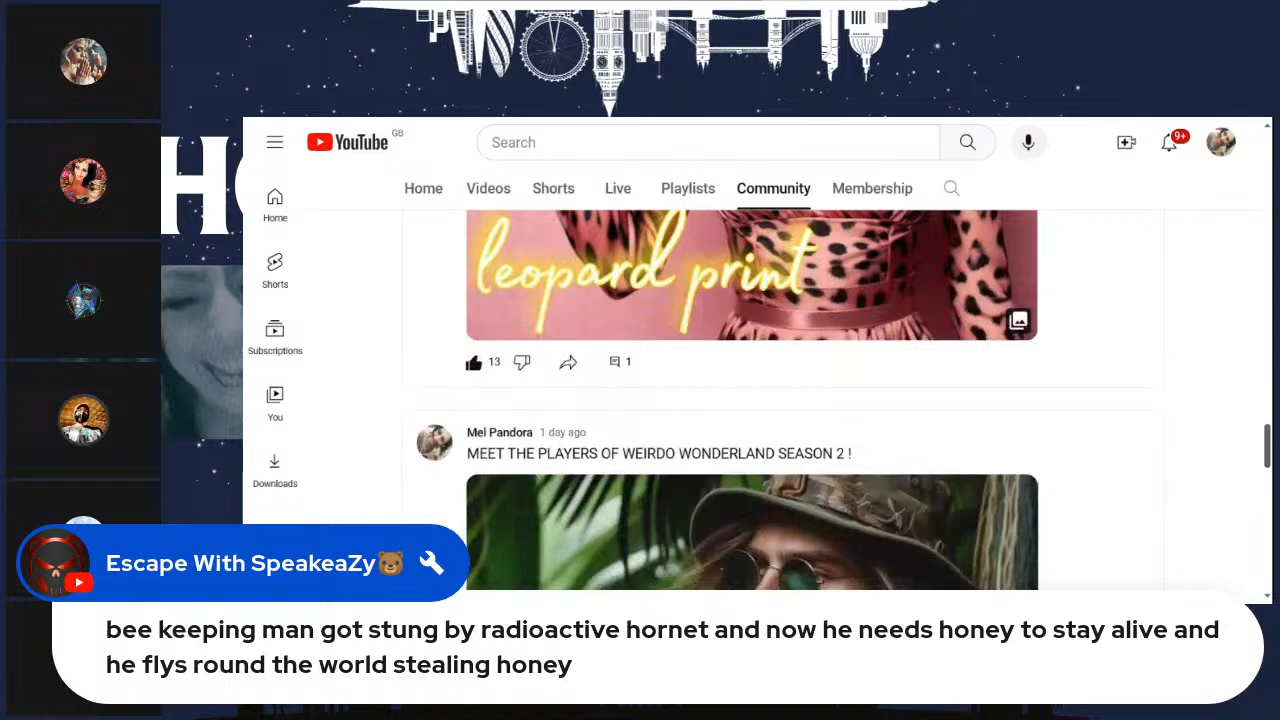 HO
YouTube GB
Search
9+
Home
Videos
Shorts
Live
Playlists
Community
Membership
Home
Shorts
Subscriptions
You
Downloads
leopard print
13
1
Mel Pandora 1 day ago
MEET THE PLAYERS OF WEIRDO WONDERLAND SEASON 2 !
Escape With SpeakeaZy🐻
bee keeping man got stung by radioactive hornet and now he needs honey to stay alive and
he flys round the world stealing honey